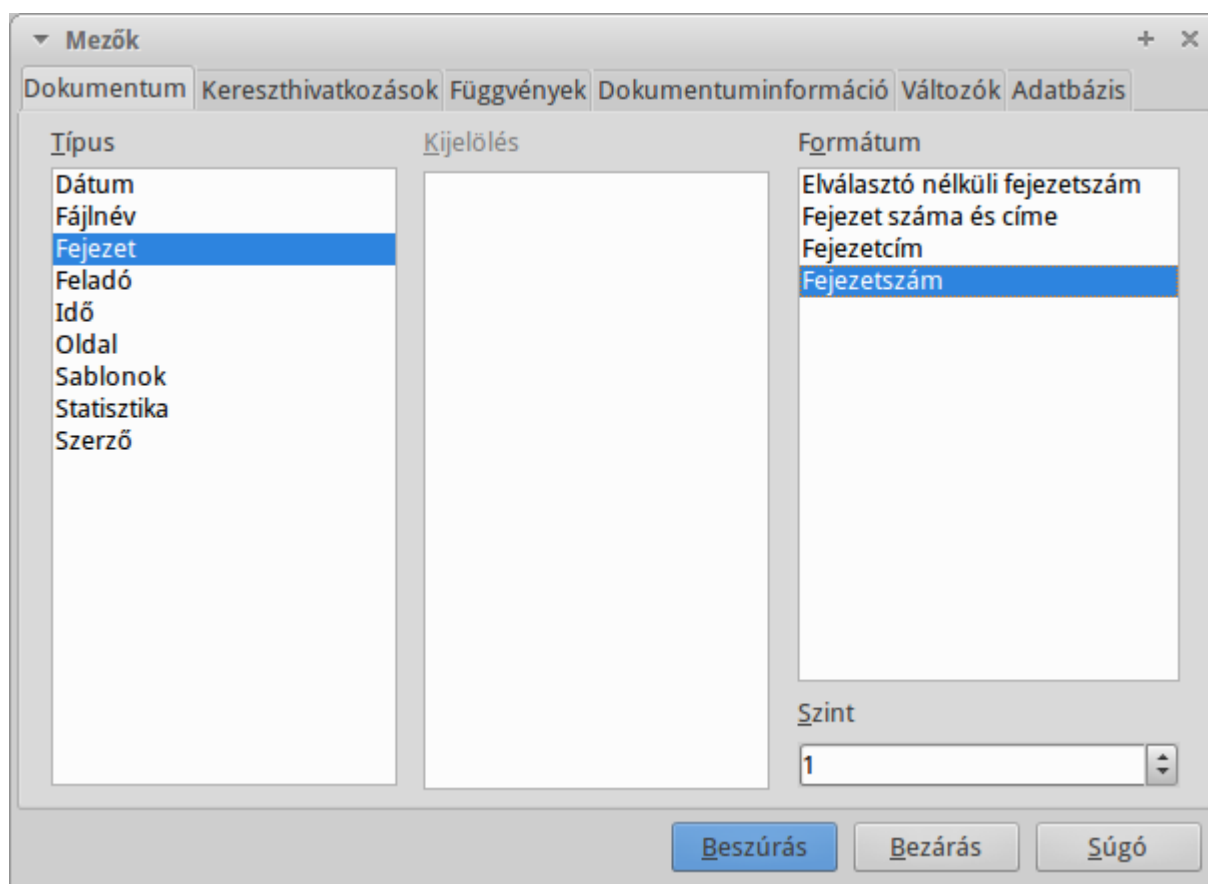 Mezők
Dokumentum Kereszthivatkozások Függvények Dokumentuminformáció Változók Adatbázis
Típus
Dátum
Fájlnév
Fejezet
Feladó
Idő
Oldal
Sablonok
Statisztika
Szerző
Kijelölés
Formátum
Elválasztó nélküli fejezetszám
Fejezet száma és címe
Fejezetcím
Fejezetszám
Szint
1
Beszúrás Bezárás Súgó